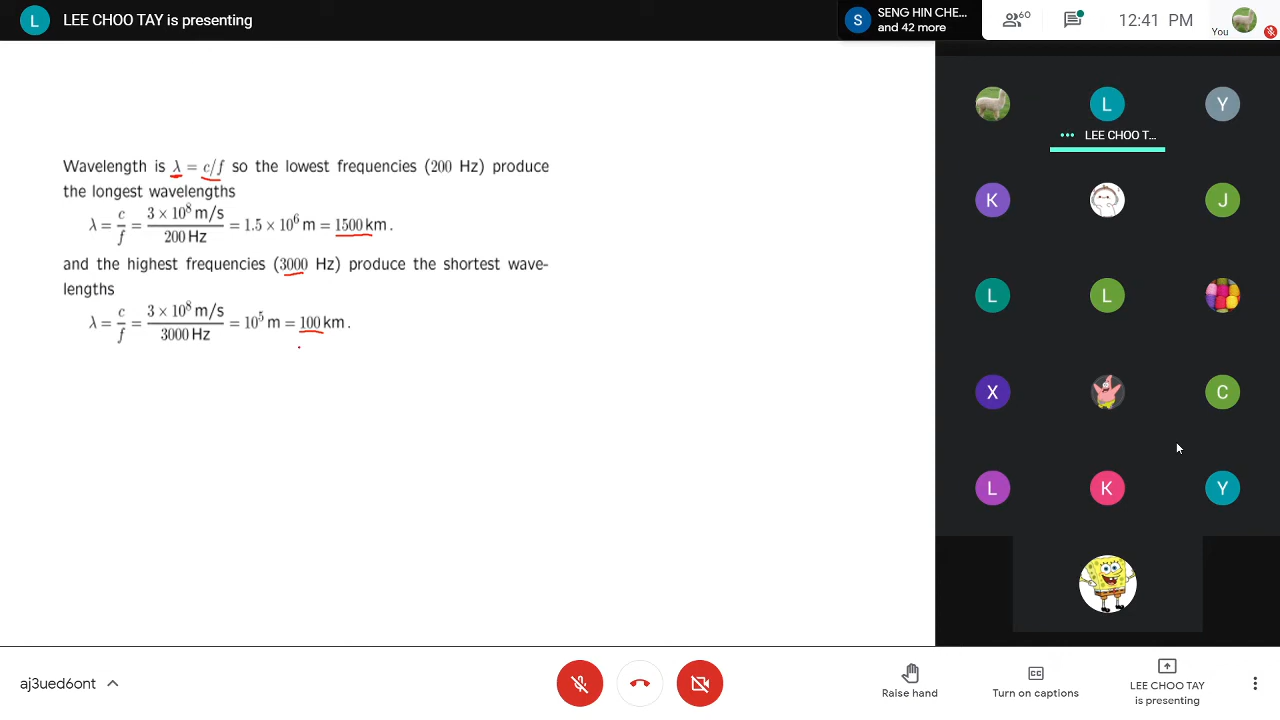 L LEE CHOO TAY is presenting
S SENG HIN CHE...
and 42 more
60
12:41 PM
You
Wavelength is λ = c/f so the lowest frequencies (200 Hz) produce
the longest wavelengths
λ = c/f = 3 × 10⁸ m/s / 200 Hz = 1.5 × 10⁶ m = 1500 km .
and the highest frequencies (3000 Hz) produce the shortest wave-
lengths
λ = c/f = 3 × 10⁸ m/s / 3000 Hz = 10⁵ m = 100 km .
L Y
LEE CHOO T...
K J
L L
X C
L K Y
aj3ued6ont
Raise hand
CC
Turn on captions
LEE CHOO TAY
is presenting